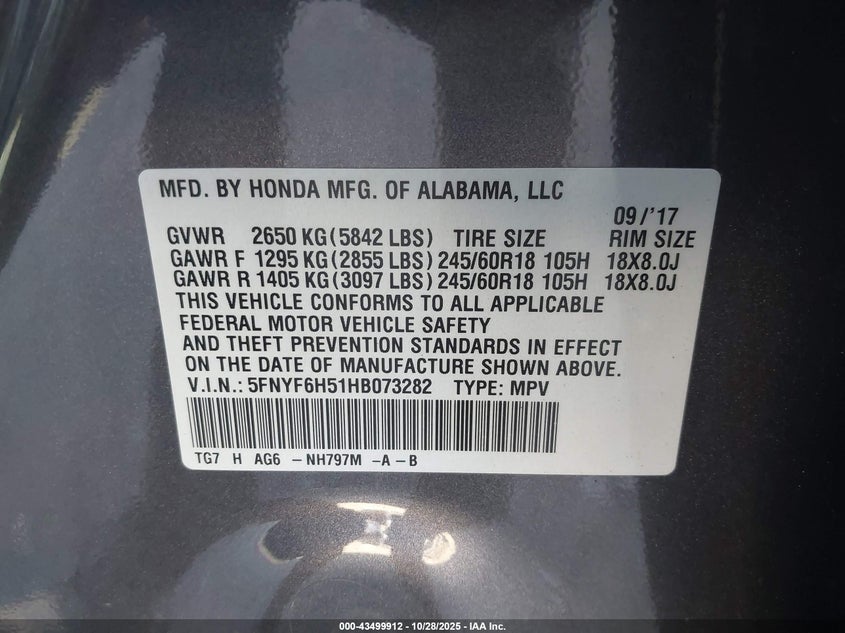 MFD. BY HONDA MFG. OF ALABAMA, LLC
09/'17
GVWR 2650 KG(5842 LBS) TIRE SIZE RIM SIZE
GAWR F 1295 KG(2855 LBS) 245/60R18 105H 18X8.0J
GAWR R 1405 KG(3097 LBS) 245/60R18 105H 18X8.0J
THIS VEHICLE CONFORMS TO ALL APPLICABLE
FEDERAL MOTOR VEHICLE SAFETY
AND THEFT PREVENTION STANDARDS IN EFFECT
ON THE DATE OF MANUFACTURE SHOWN ABOVE.
V.I.N.: 5FNYF6H51HB073282 TYPE: MPV
TG7 H AG6 -NH797M -A-B
000-43499912 - 10/28/2025 - IAA Inc.